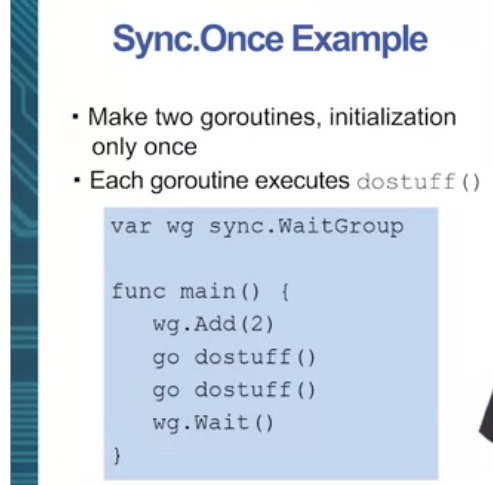 Sync.Once Example
▪ Make two goroutines, initialization
only once
▪ Each goroutine executes dostuff()
var wg sync.WaitGroup
func main() {
wg.Add(2)
go dostuff()
go dostuff()
wg.Wait()
}